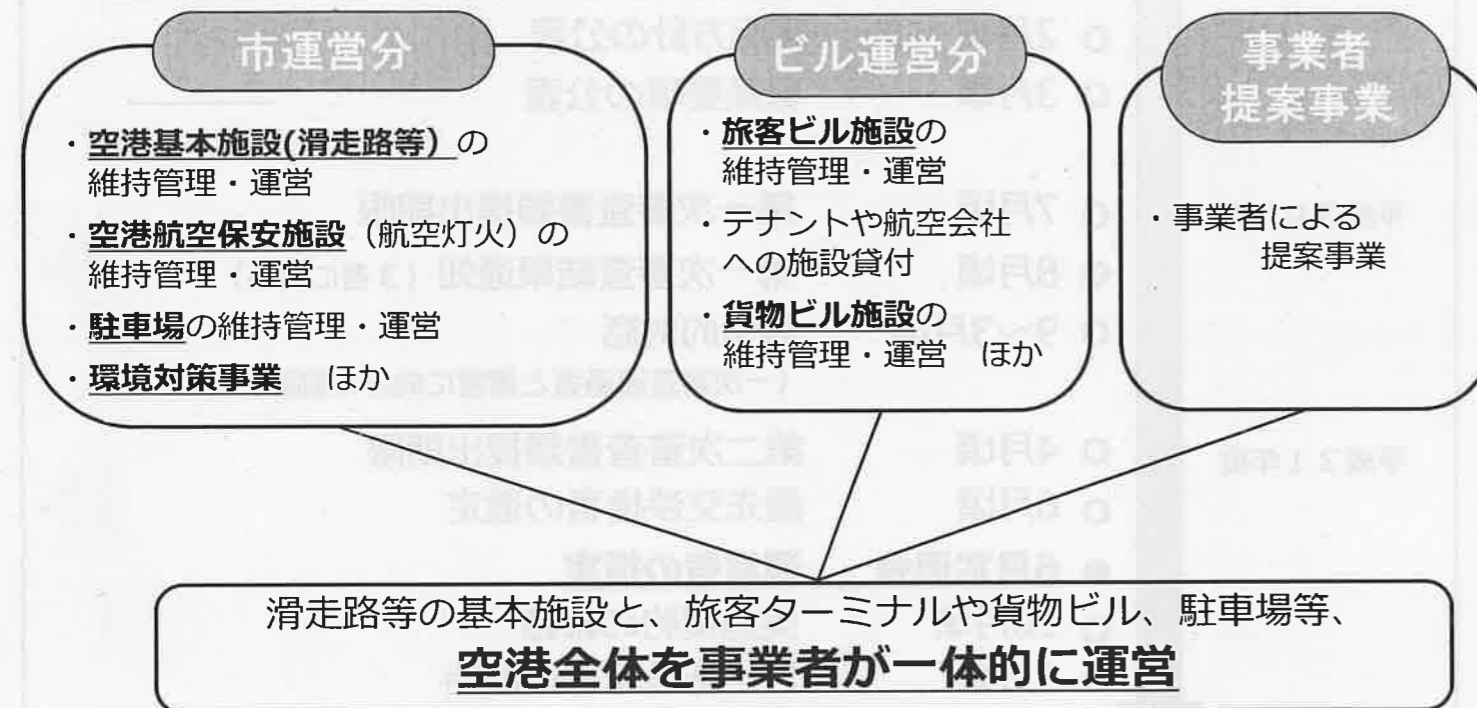 市運営分
・空港基本施設(滑走路等）の
維持管理・運営
・空港航空保安施設（航空灯火）の
維持管理・運営
・駐車場の維持管理・運営
・環境対策事業　ほか
ビル運営分
・旅客ビル施設の
維持管理・運営
・テナントや航空会社
への施設貸付
・貨物ビル施設の
維持管理・運営　ほか
事業者
提案事業
・事業者による
提案事業
滑走路等の基本施設と、旅客ターミナルや貨物ビル、駐車場等、
空港全体を事業者が一体的に運営